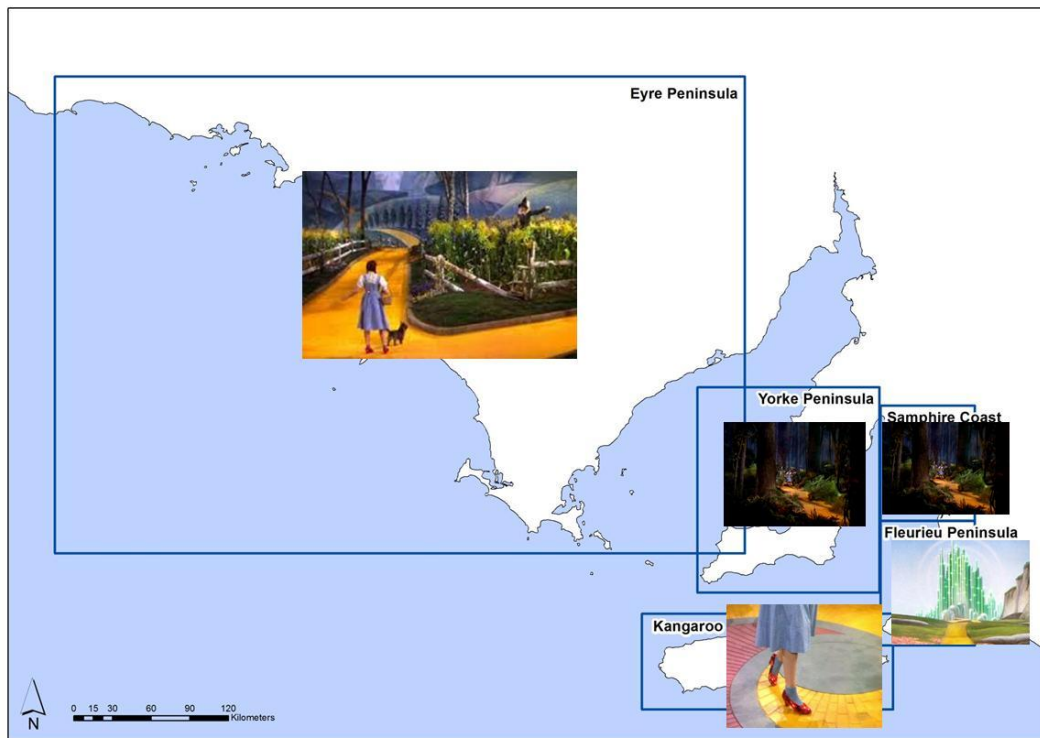 Eyre Peninsula
Yorke Peninsula
Samphire Coast
Fleurieu Peninsula
Kangaroo
N
0 15 30 60 90 120
Kilometers